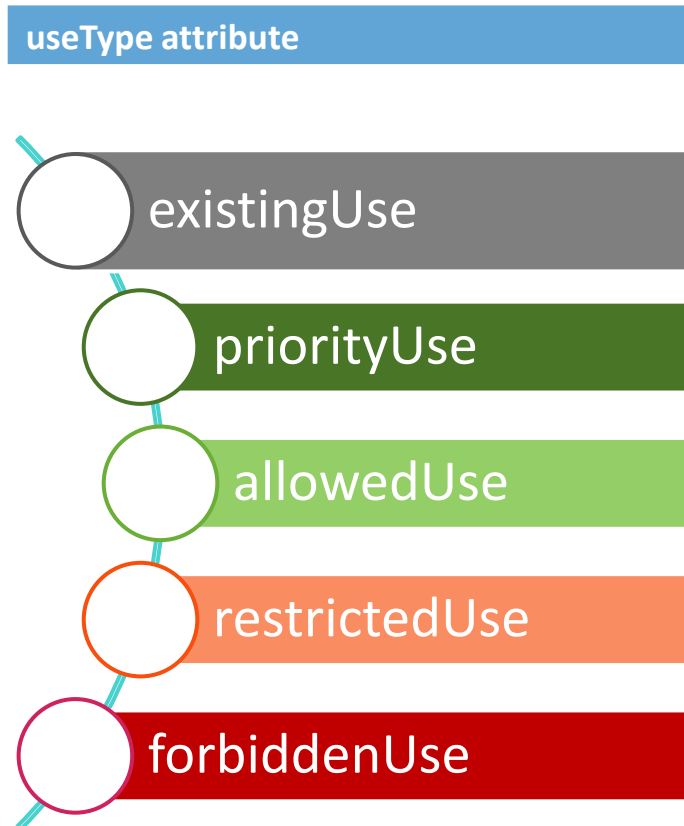 useType attribute
existingUse
priorityUse
allowedUse
restrictedUse
forbiddenUse